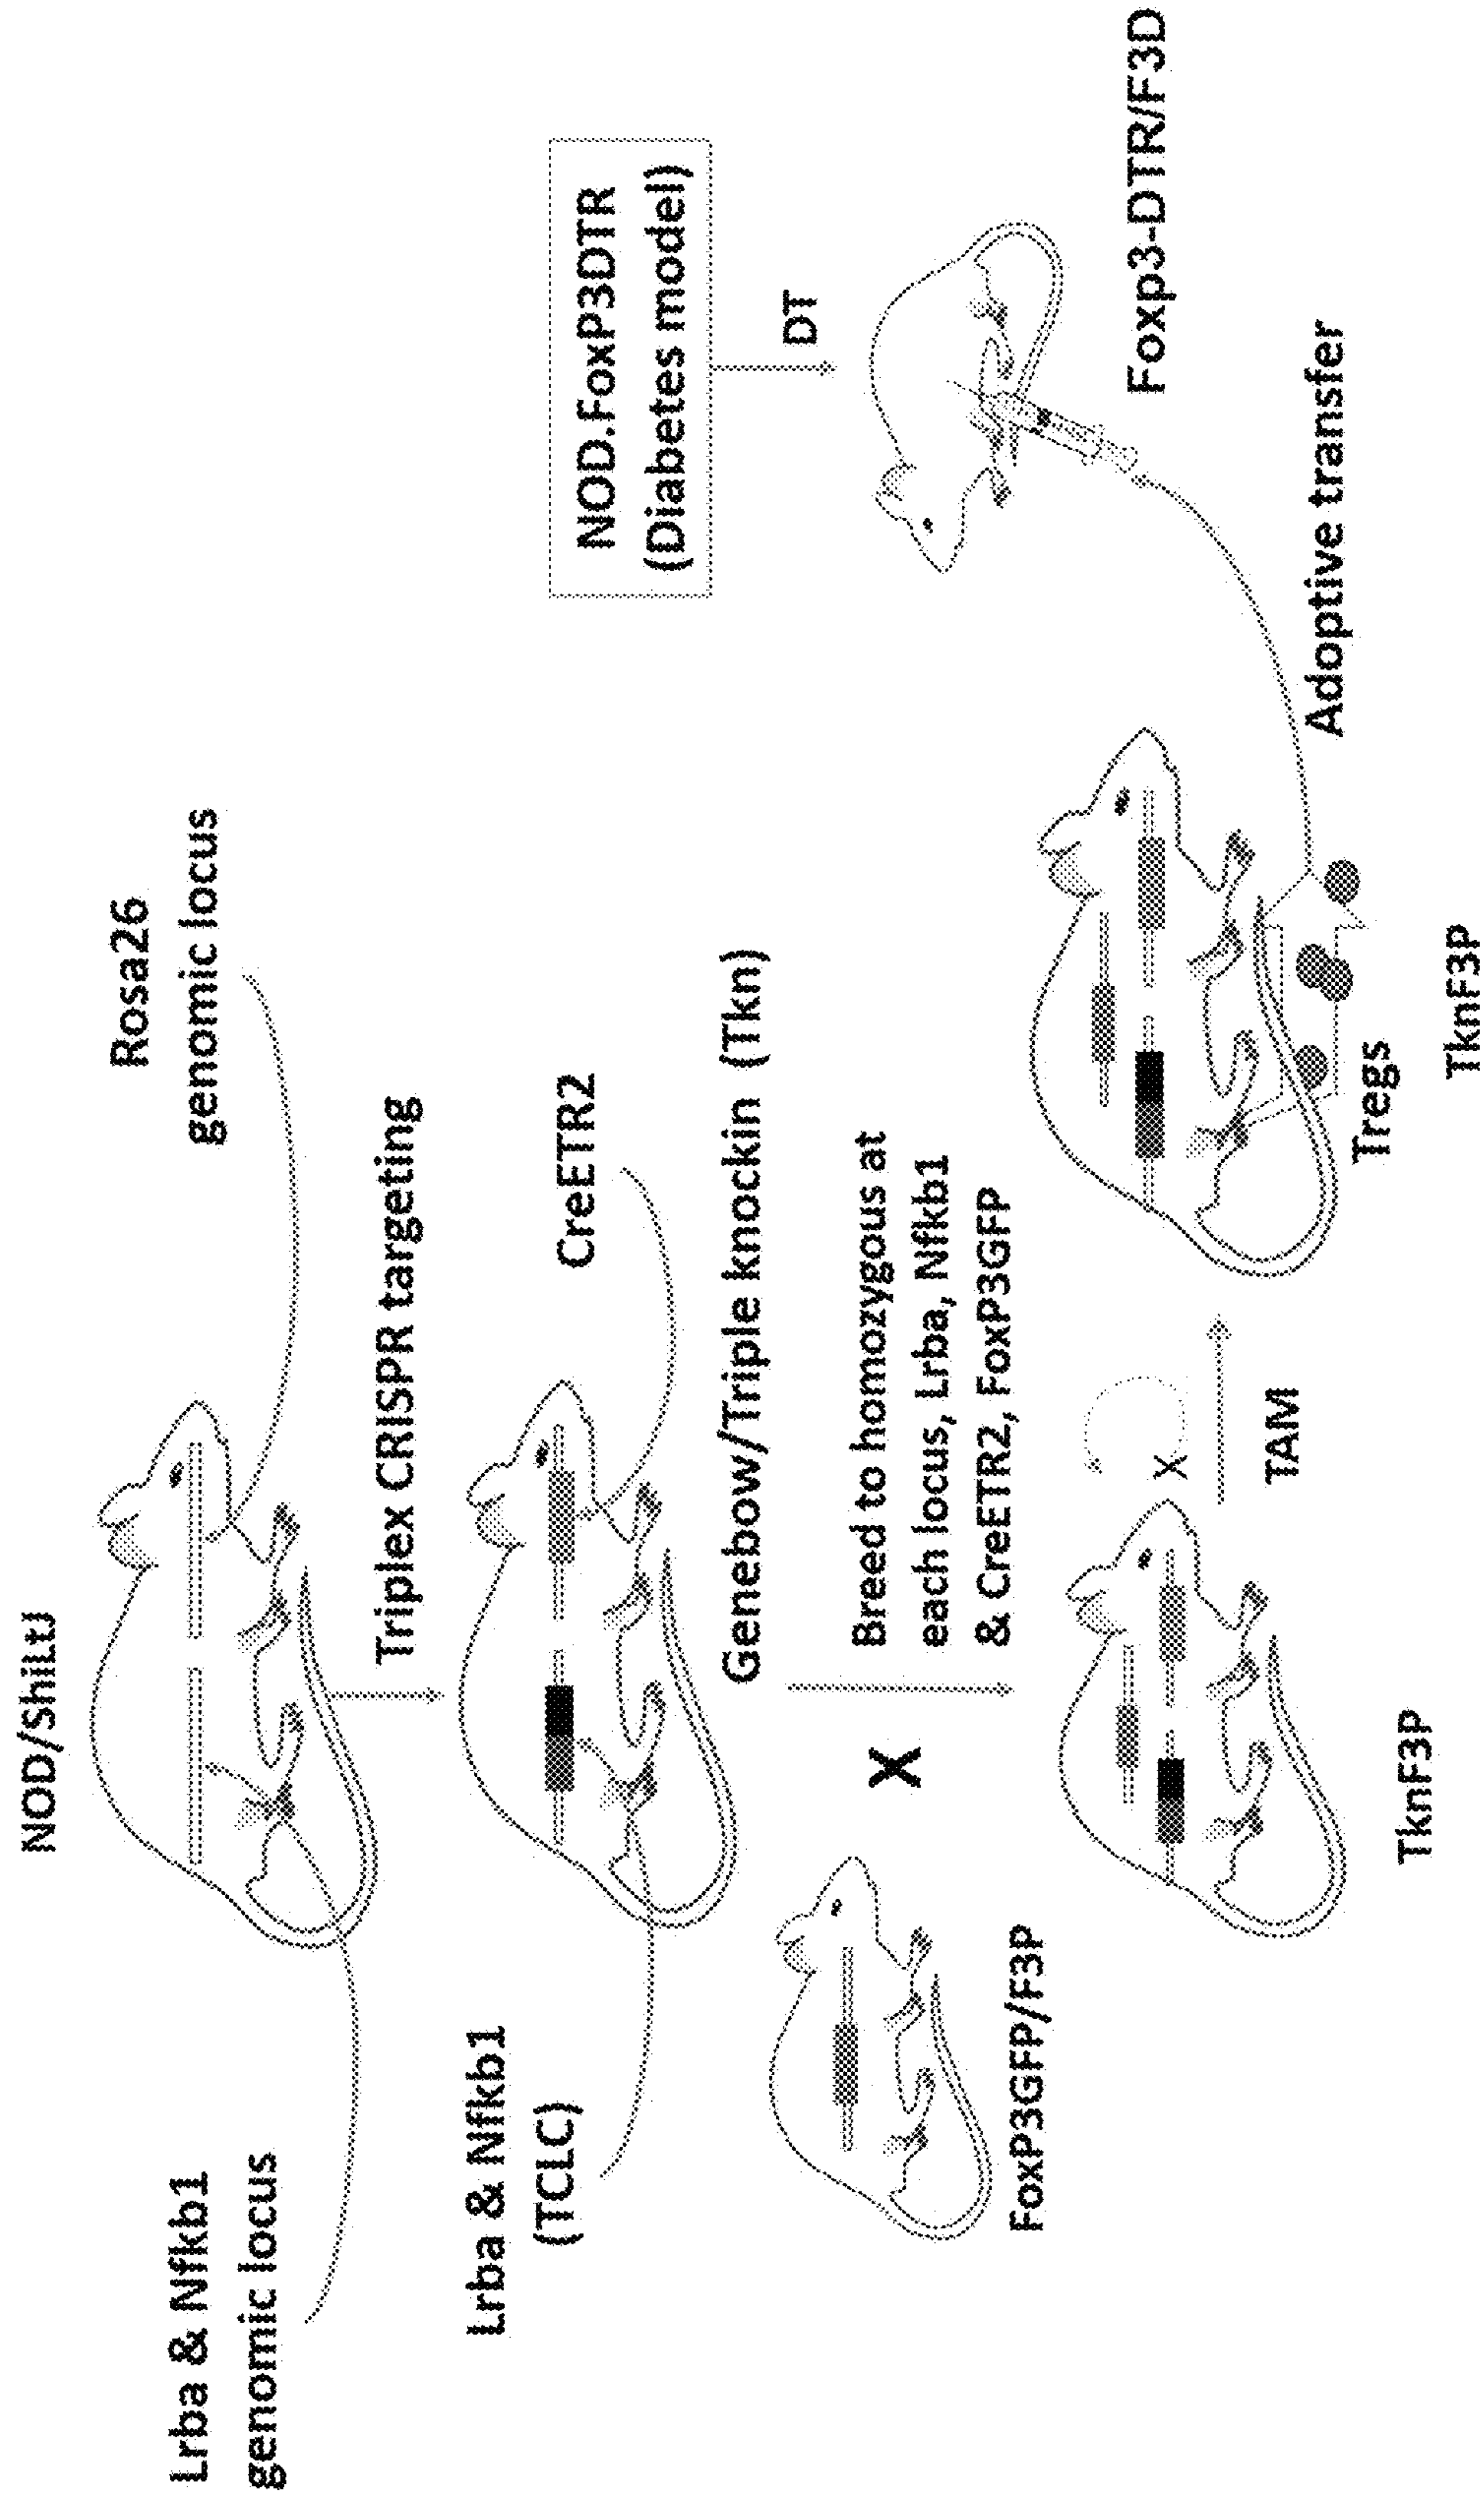 NOD/ShiLtJ
Lrba & Nfkb1
genomic locus
Rosa26
genomic locus
Triplex CRISPR targeting
Lrba & Nfkb1
(TCLC)
CreETR2
Genebow/Triple knockin (Tkn)
X
Breed to homozygous at
each locus, Lrba, Nfkb1
& CreETR2, FoxP3GFP
FoxP3GFP/F3P
TknF3P
X
TAM
Tregs
TknF3P
Adoptive transfer
NOD.FoxP3DTR
(Diabetes model)
DT
Foxp3-DTR/F3D